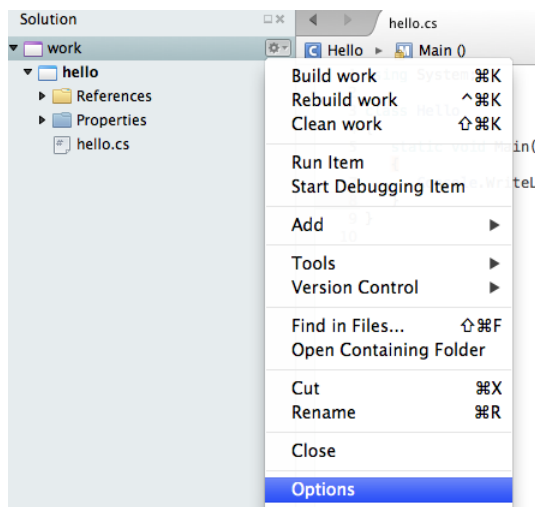 Solution
hello.cs
work
Hello
Main ()
hello
References
Properties
hello.cs
Build work ⌘K
Rebuild work ^⌘K
Clean work ⇧⌘K
Run Item
Start Debugging Item
Add
Tools
Version Control
Find in Files... ⇧⌘F
Open Containing Folder
Cut ⌘X
Rename ⌘R
Close
Options